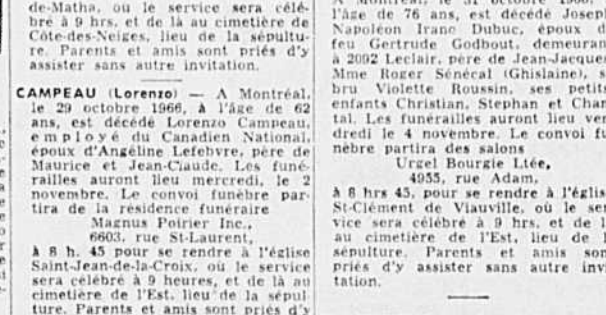 de-Matha, ou le service sera célé-
bré à 9 hrs, et de là au cimetière de
Côte-des-Neiges, lieu de la sépultu-
re. Parents et amis sont priés d'y
assister sans autre invitation.
CAMPEAU (Lorenzo) — A Montréal,
le 29 octobre 1966, à l'âge de 62
ans, est décédé Lorenzo Campeau,
employé du Canadien National,
époux d'Angéline Lefebvre, père de
Maurice et Jean-Claude. Les funé-
railles auront lieu mercredi, le 2
novembre. Le convoi funèbre par-
tira de la résidence funéraire
Magnus Poirier Inc.,
6603, rue St-Laurent,
à 8 h. 45 pour se rendre à l'église
Saint-Jean-de-la-Croix, où le service
sera célébré à 9 heures, et de là au
cimetière de l'Est, lieu de la sépul
ture. Parents et amis sont priés d'y
l'âge de 76 ans, est décédé Joseph
Napoléon Irané Dubuc, époux d
feu Gertrude Godbout, demeuran
à 2092 Leclair, père de Jean-Jacques
Mme Roger Sénécal (Ghislaine), s
bru Violette Roussin, ses petits
enfants Christian, Stephan et Chan
tal. Les funérailles auront lieu ven
dredi le 4 novembre. Le convoi fu
nèbre partira des salons
Urgel Bourgie Ltée,
4955, rue Adam,
à 8 hrs 45, pour se rendre à l'églis
St-Clément de Viauville, où le ser
vice sera célébré à 9 hrs, et de l
au cimetière de l'Est, lieu de l
sépulture. Parents et amis son
priés d'y assister sans autre invi
tation.